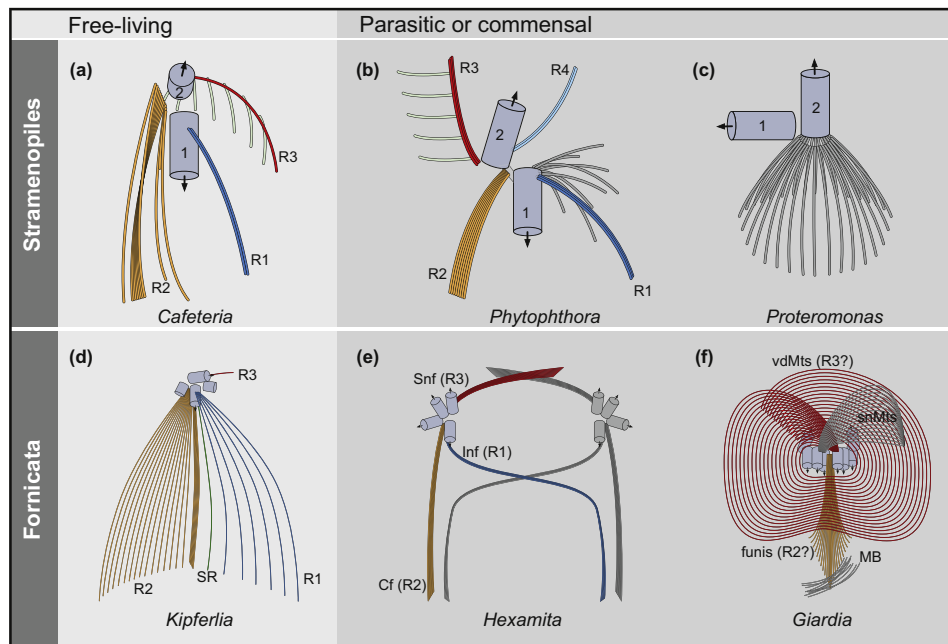 Free-living
Parasitic or commensal
Stramenopiles
(a)
2
1
R3
R2
R1
Cafeteria
(b)
R3
R4
2
1
R2
R1
Phytophthora
(c)
2
1
Proteromonas
Fornicata
(d)
R3
R2
SR
R1
Kipferlia
(e)
Snf (R3)
Inf (R1)
Cf (R2)
Hexamita
(f)
vdMts (R3?)
snMts
funis (R2?)
MB
Giardia